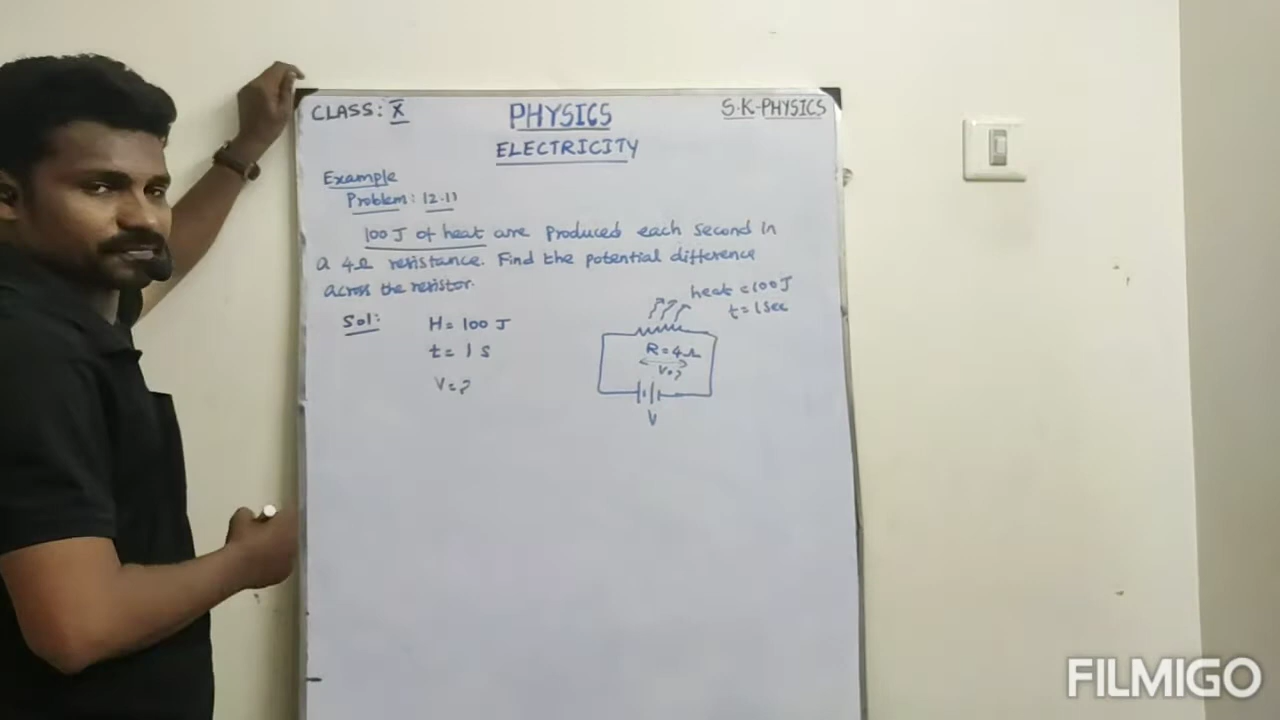 CLASS: X
PHYSICS
S.K-PHYSICS
ELECTRICITY
Example
Problem: 12.11
100 J of heat are produced each second in
a 4Ω resistance. Find the potential difference
across the resistor.
Sol:
H = 100 J
t = 1 s
V = ?
heat = 100 J
t = 1 sec
R = 4Ω
V = ?
V
FILMIGO